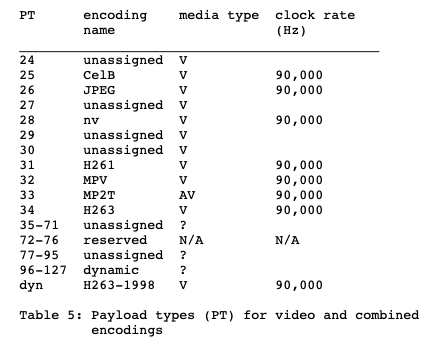 PT encoding media type clock rate
name (Hz)
24 unassigned V
25 CelB V 90,000
26 JPEG V 90,000
27 unassigned V
28 nv V 90,000
29 unassigned V
30 unassigned V
31 H261 V 90,000
32 MPV V 90,000
33 MP2T AV 90,000
34 H263 V 90,000
35-71 unassigned ?
72-76 reserved N/A N/A
77-95 unassigned ?
96-127 dynamic ?
dyn H263-1998 V 90,000
Table 5: Payload types (PT) for video and combined
encodings